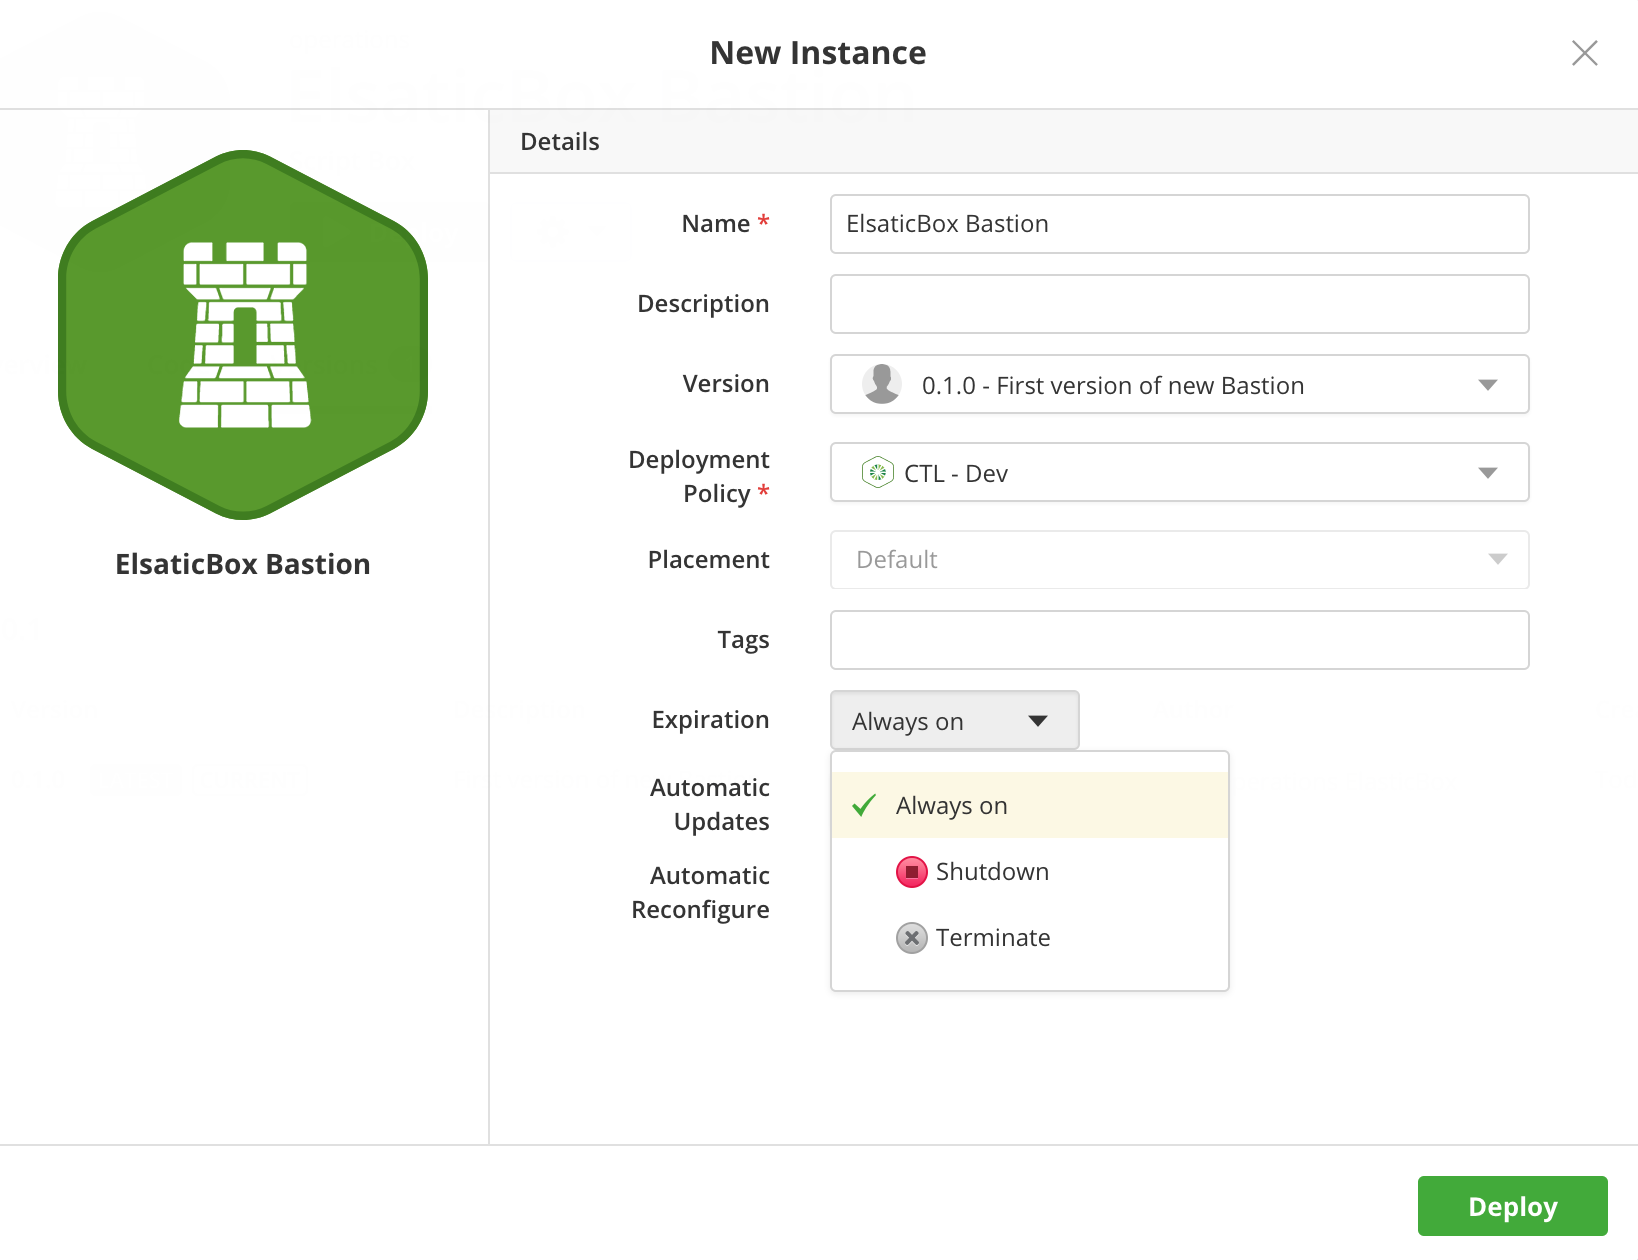 New Instance
Details
Name *
ElsaticBox Bastion
Description
Version
0.1.0 - First version of new Bastion
Deployment
Policy *
CTL - Dev
Placement
Default
Tags
Expiration
Always on
Automatic
Updates
Automatic
Reconfigure
Always on
Shutdown
Terminate
ElsaticBox Bastion
Deploy